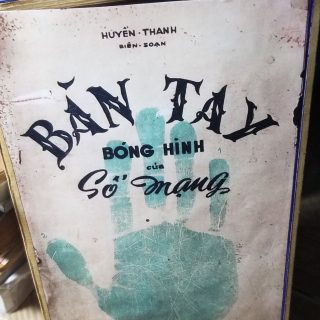 HUYỀN·THANH
BIÊN·SOẠN
BÀN TAY
BÓNG HÌNH
CỦA
Số mạng